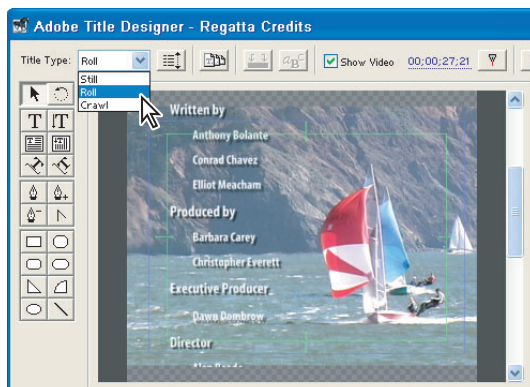 Adobe Title Designer - Regatta Credits
Title Type: Roll Show Video 00;00;27;21
Still
Roll
Crawl
Written by
Anthony Bolante
Conrad Chavez
Elliot Meacham
Produced by
Barbara Carey
Christopher Everett
Executive Producer
Dawn Dombrow
Director